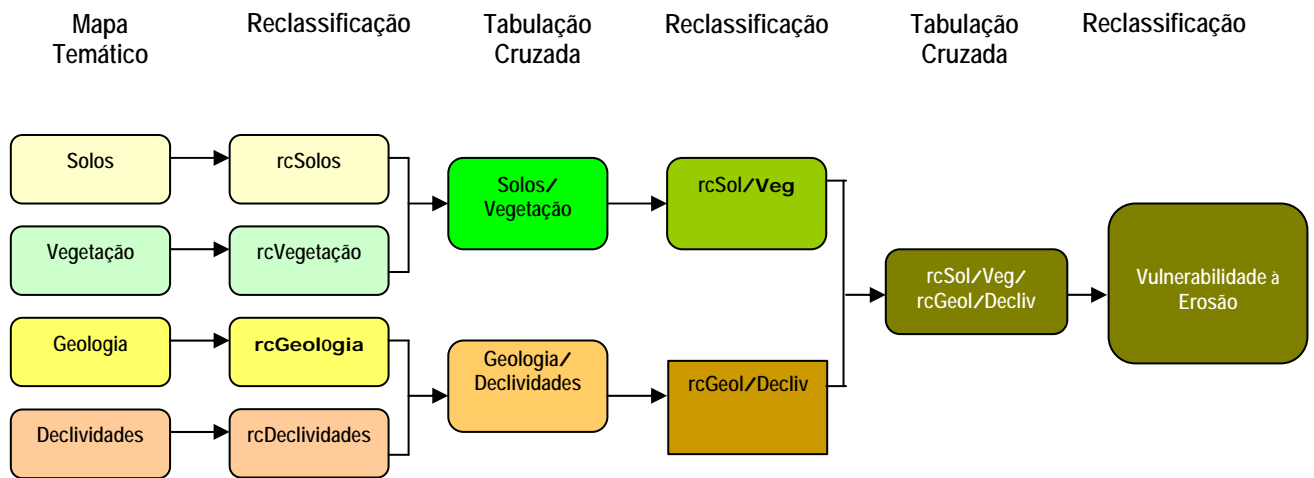 Mapa
Temático
Reclassificação
Tabulação
Cruzada
Reclassificação
Tabulação
Cruzada
Reclassificação
Solos
rcSolos
Solos/
Vegetação
rcSol/Veg
Vegetação
rcVegetação
rcSol/Veg/
rcGeol/Decliv
Vulnerabilidade à
Erosão
Geologia
rcGeologia
Geologia/
Declividades
rcGeol/Decliv
Declividades
rcDeclividades